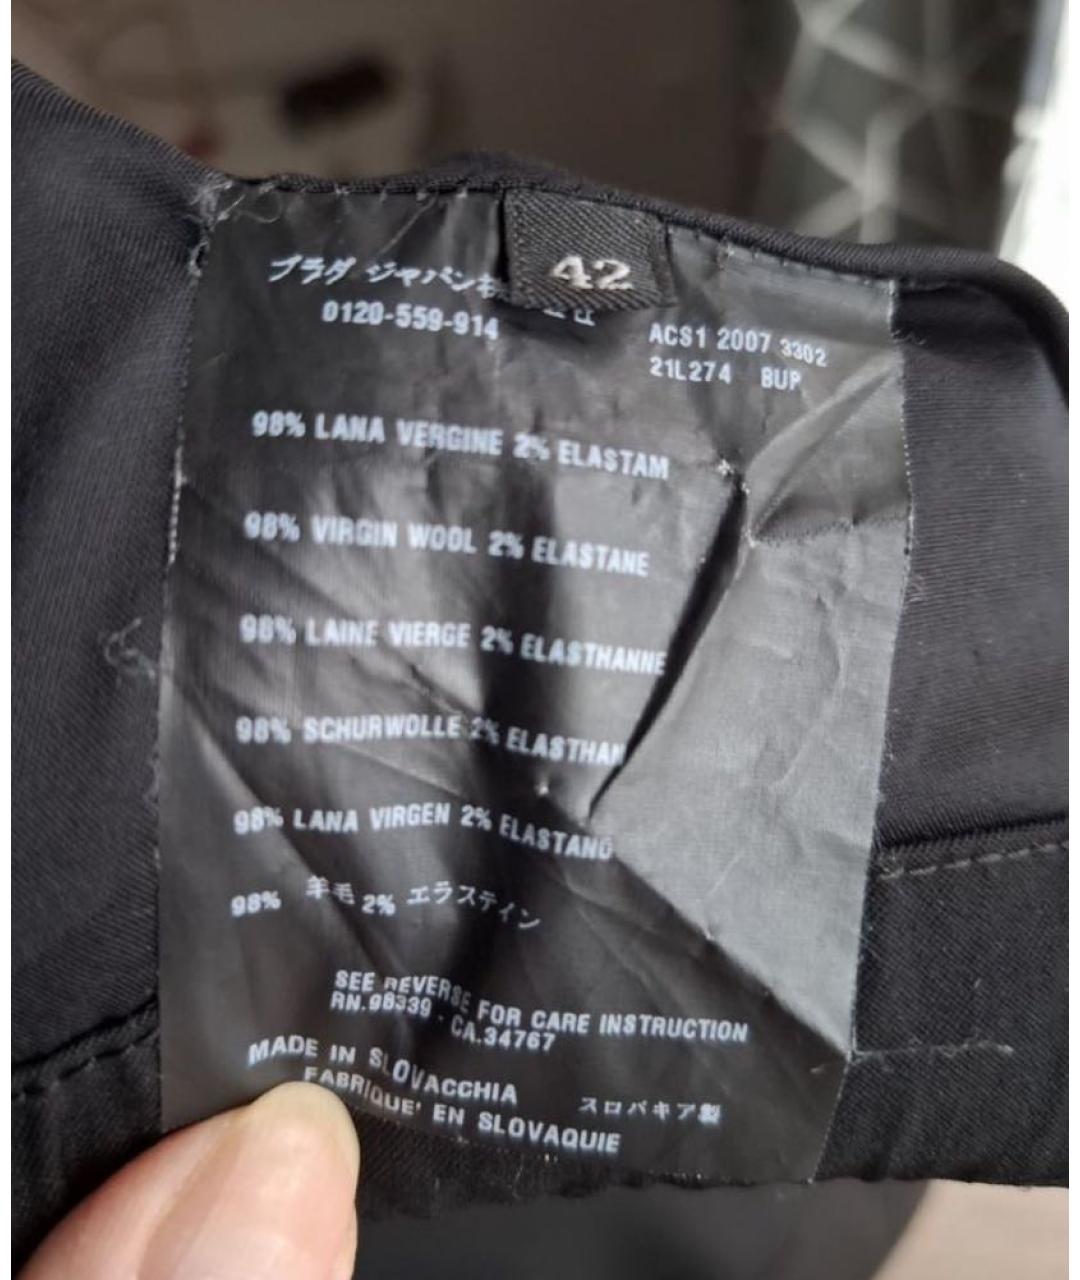 42
プラダ ジャパン
0120-559-914
ACS1 2007 3302
21L274 BUP
98% LANA VERGINE 2% ELASTAM
98% VIRGIN WOOL 2% ELASTANE
98% LAINE VIERGE 2% ELASTHANNE
98% SCHURWOLLE 2% ELASTHAN
98% LANA VIRGEN 2% ELASTANO
98% 羊毛 2% エラステイン
SEE REVERSE FOR CARE INSTRUCTION
RN.98339 . CA.34767
MADE IN SLOVACCHIA
FABRIQUE' EN SLOVAQUIE
スロバキア製